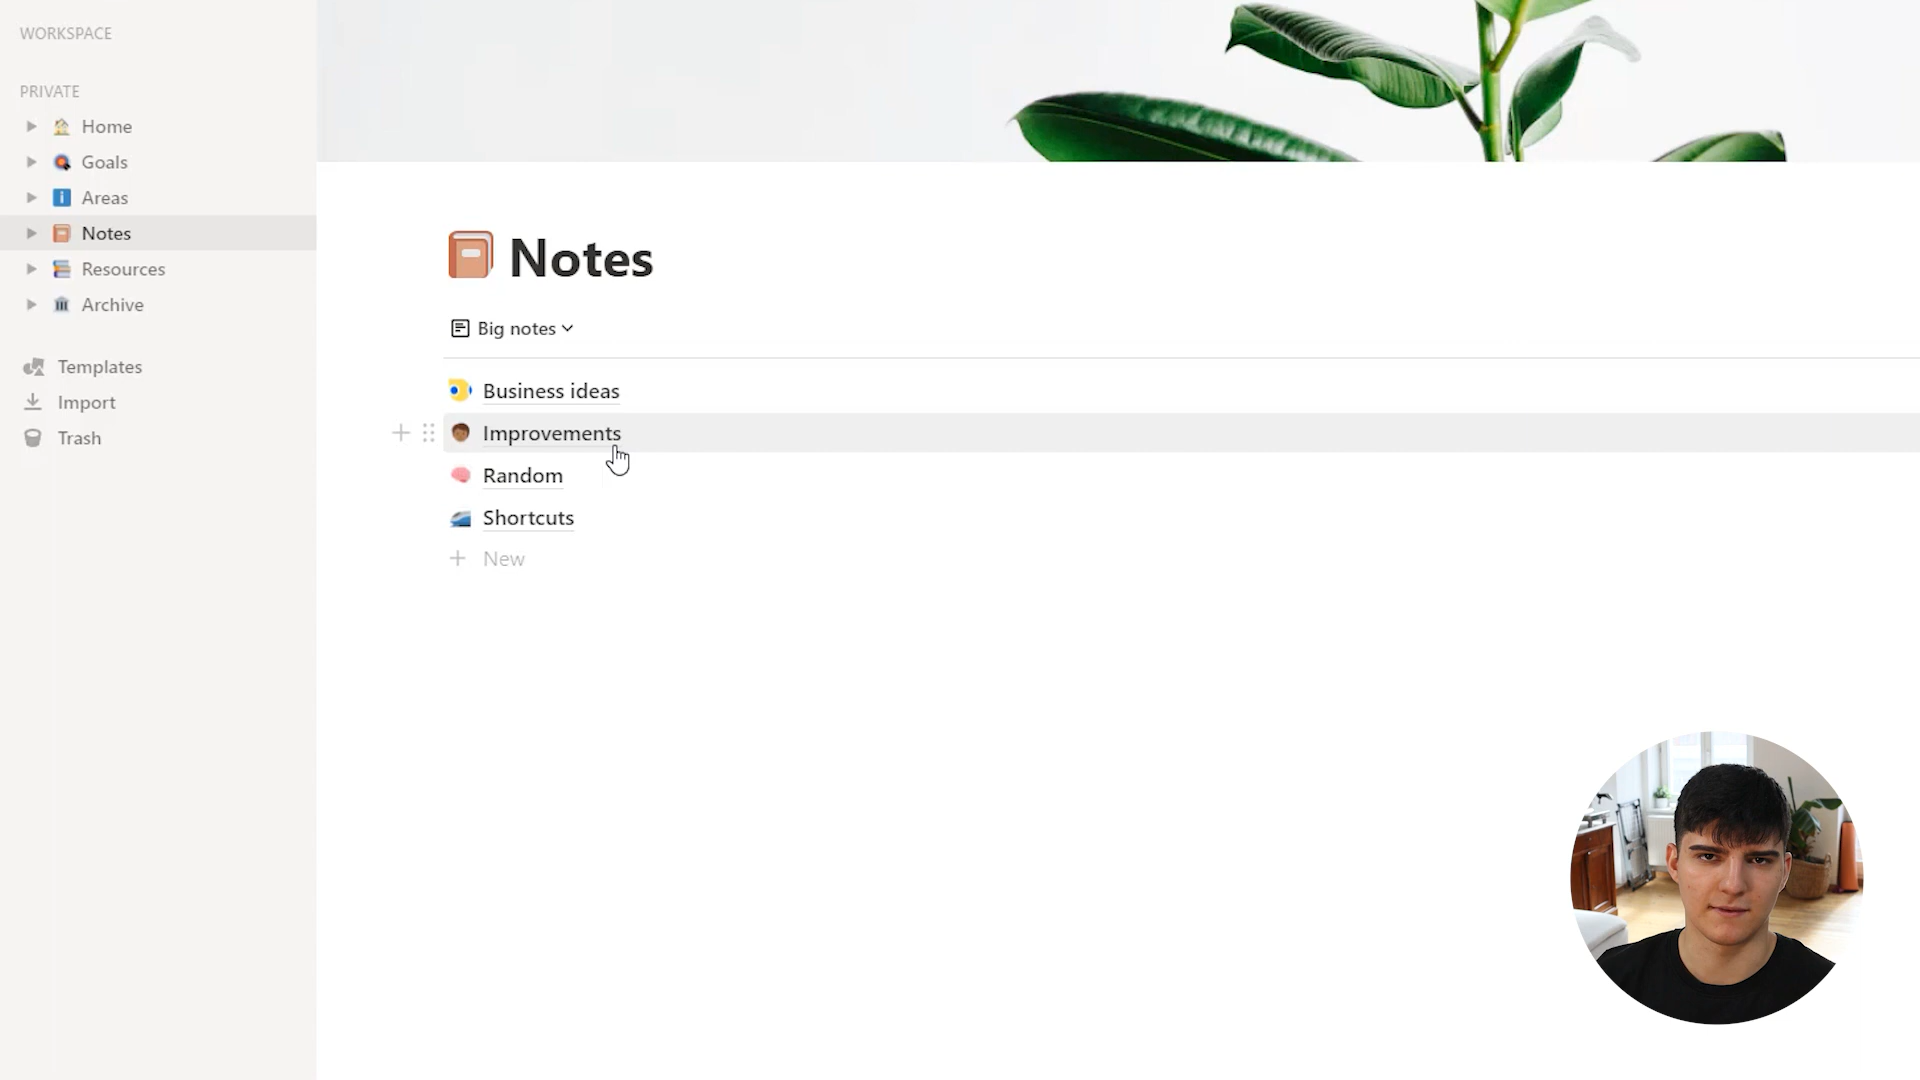 WORKSPACE
PRIVATE
Home
Goals
Areas
Notes
Resources
Archive
Templates
Import
Trash
Notes
Big notes
Business ideas
Improvements
Random
Shortcuts
New